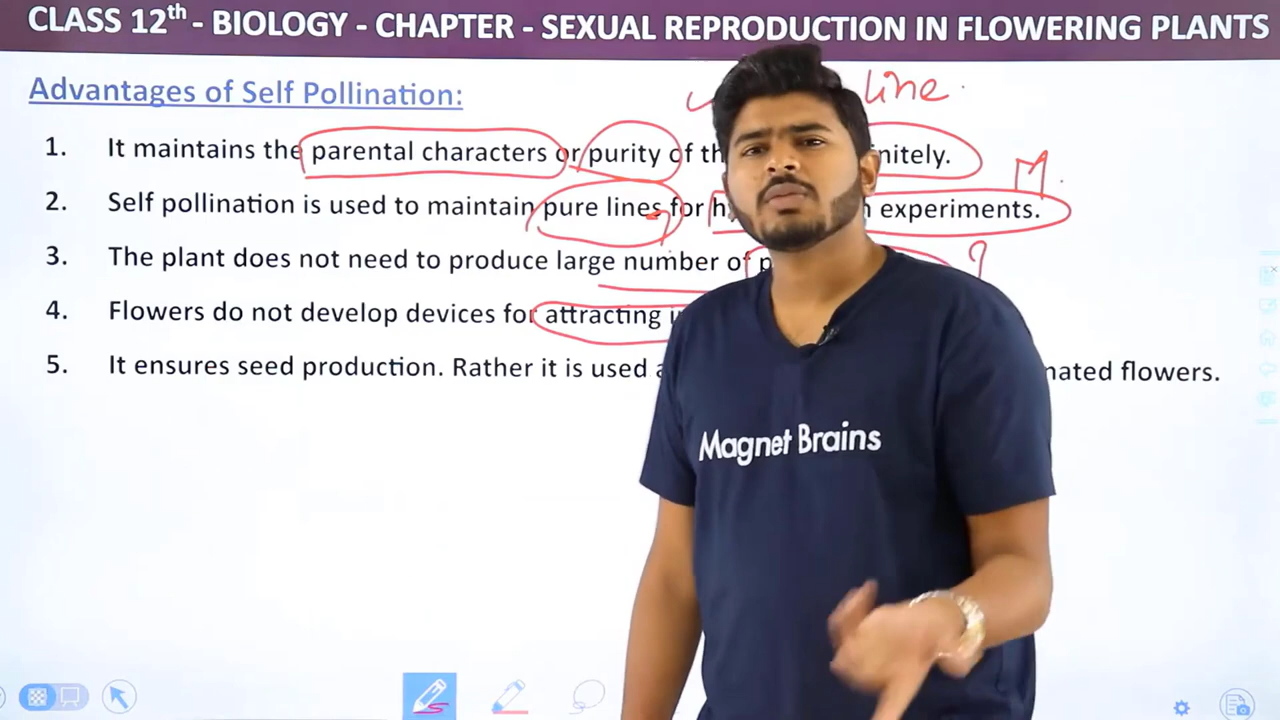 CLASS 12th - BIOLOGY - CHAPTER - SEXUAL REPRODUCTION IN FLOWERING PLANTS
Advantages of Self Pollination:
line
1. It maintains the parental characters or purity of
2. Self pollination is used to maintain pure lines for experiments.
M
3. The plant does not need to produce large number of
?
4. Flowers do not develop devices for attracting
5. It ensures seed production. Rather it is used flowers.
Magnet Brains